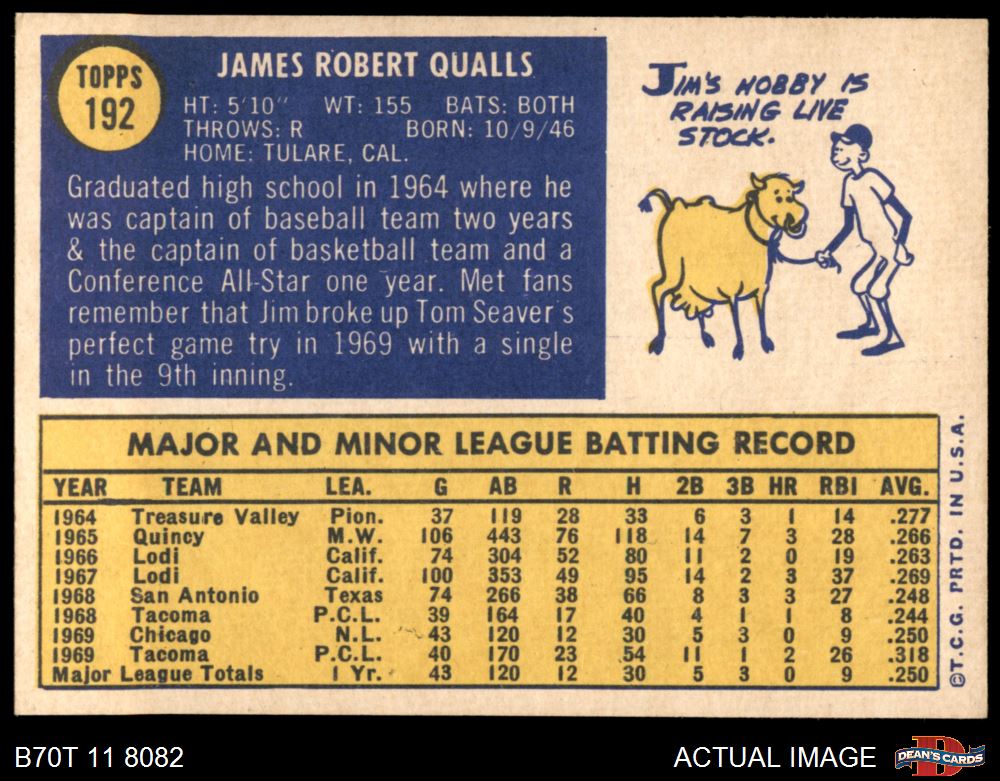 TOPPS
192
JAMES ROBERT QUALLS
HT: 5'10" WT: 155 BATS: BOTH
THROWS: R BORN: 10/9/46
HOME: TULARE, CAL.
Graduated high school in 1964 where he
was captain of baseball team two years
& the captain of basketball team and a
Conference All-Star one year. Met fans
remember that Jim broke up Tom Seaver's
perfect game try in 1969 with a single
in the 9th inning.
JIM'S HOBBY IS
RAISING LIVE
STOCK.
MAJOR AND MINOR LEAGUE BATTING RECORD
YEAR TEAM LEA. G AB R H 2B 3B HR RBI AVG.
1964 Treasure Valley Pion. 37 119 28 33 6 3 1 14 .277
1965 Quincy M.W. 106 443 76 118 14 7 3 28 .266
1966 Lodi Calif. 74 304 52 80 11 2 0 19 .263
1967 Lodi Calif. 100 353 49 95 14 2 3 37 .269
1968 San Antonio Texas 74 266 38 66 8 3 3 27 .248
1968 Tacoma P.C.L. 39 164 17 40 4 1 1 8 .244
1969 Chicago N.L. 43 120 12 30 5 3 0 9 .250
1969 Tacoma P.C.L. 40 170 23 54 11 1 2 26 .318
Major League Totals 1 Yr. 43 120 12 30 5 3 0 9 .250
©T.C.G. PRTD. IN U.S.A.
B70T 11 8082
ACTUAL IMAGE
D
DEAN'S CARDS